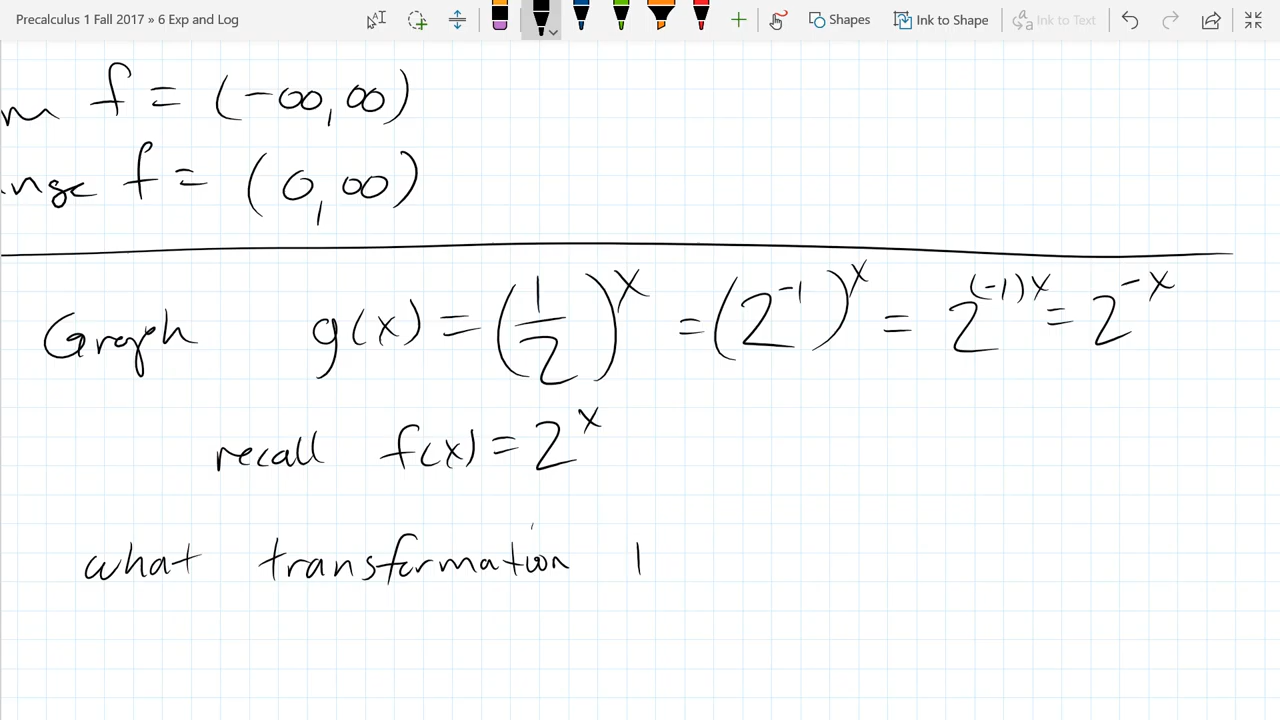 Precalculus 1 Fall 2017 » 6 Exp and Log
Shapes Ink to Shape Ink to Text
m f = (-∞, ∞)
nge f = (0, ∞)
Graph g(x) = (1/2)^x = (2^-1)^x = 2^(-1)x = 2^-x
recall f(x) = 2^x
what transformation